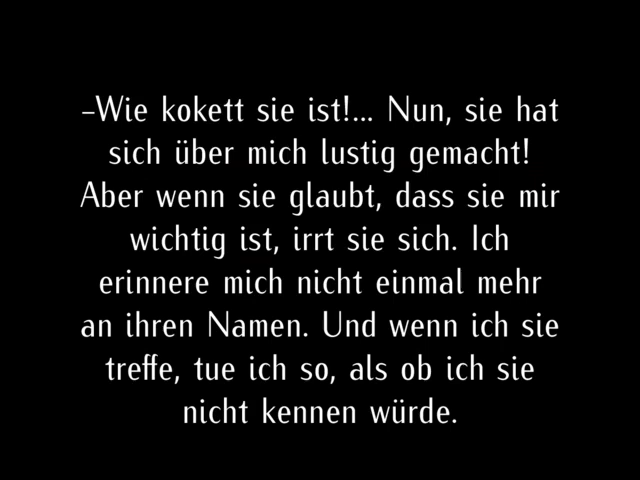 –Wie kokett sie ist!... Nun, sie hat
sich über mich lustig gemacht!
Aber wenn sie glaubt, dass sie mir
wichtig ist, irrt sie sich. Ich
erinnere mich nicht einmal mehr
an ihren Namen. Und wenn ich sie
treffe, tue ich so, als ob ich sie
nicht kennen würde.